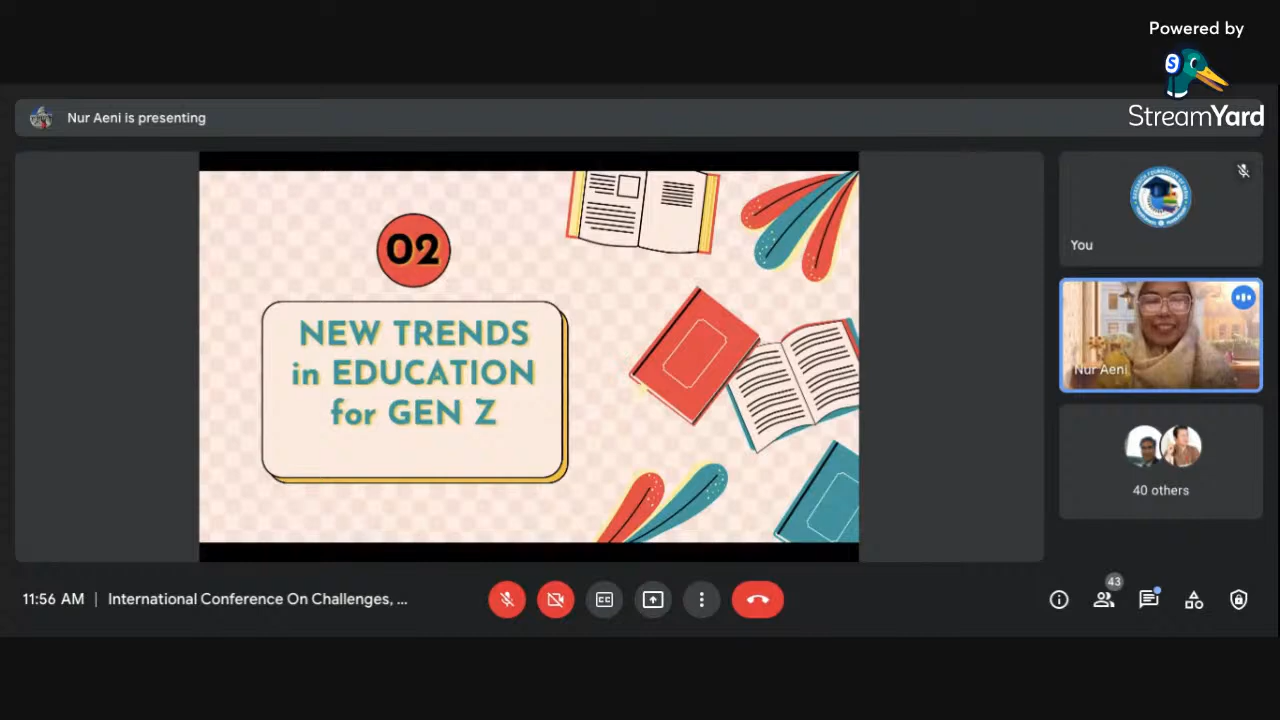 Powered by
StreamYard
Nur Aeni is presenting
02
NEW TRENDS
in EDUCATION
for GEN Z
You
Nur Aeni
40 others
11:56 AM | International Conference On Challenges, ...
CC
43